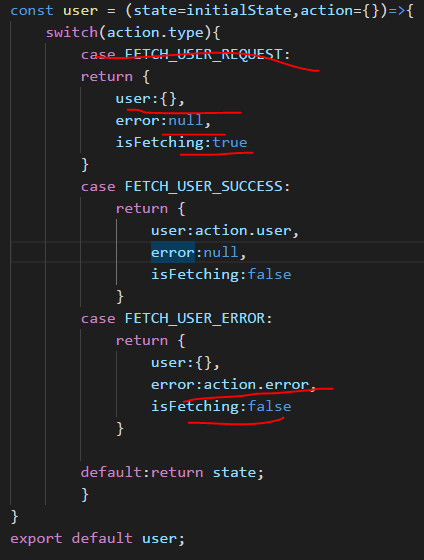 const user = (state=initialState,action={})=>{
switch(action.type){
case FETCH_USER_REQUEST:
return {
user:{},
error:null,
isFetching:true
}
case FETCH_USER_SUCCESS:
return {
user:action.user,
error:null,
isFetching:false
}
case FETCH_USER_ERROR:
return {
user:{},
error:action.error,
isFetching:false
}
default:return state;
}
}
export default user;